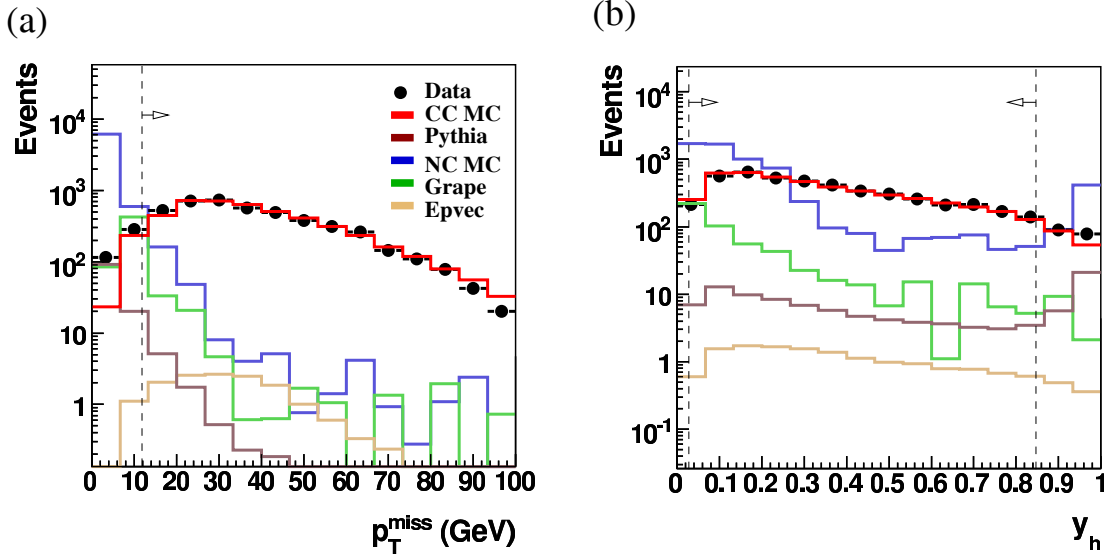 (a)
Events
10^4
10^3
10^2
10
1
0 10 20 30 40 50 60 70 80 90 100
p_T^miss (GeV)
Data
CC MC
Pythia
NC MC
Grape
Epvec
(b)
Events
10^4
10^3
10^2
10
1
10^-1
0 0.1 0.2 0.3 0.4 0.5 0.6 0.7 0.8 0.9 1
y_h